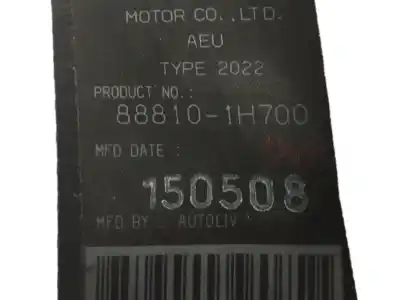 MOTOR CO.,LTD.
AEU
TYPE 2022
PRODUCT NO.:
88810-1H700
MFD DATE :
150508
MFD BY : AUTOLIV